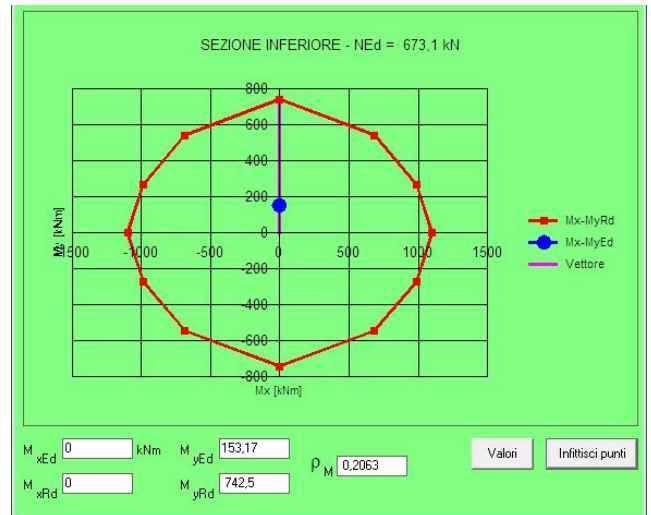 SEZIONE INFERIORE - NEd = 673,1 kN
800
600
400
200
0
-1500 -1000 -500 0 500 1000 1500
-200
-400
-600
-800
My [kNm]
Mx [kNm]
Mx-MyRd
Mx-MyEd
Vettore
M xEd 0 kNm M yEd 153,17
ρ M 0,2063
M xRd 0 M yRd 742,5
Valori Infittisci punti